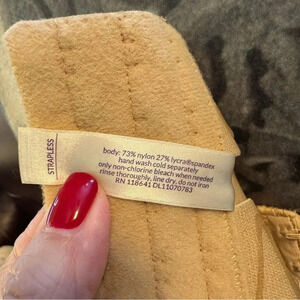 STRAPLESS
body: 73% nylon 27% lycra®spandex
hand wash cold separately
only non-chlorine bleach when needed
rinse thoroughly, line dry, do not iron
RN 118641 DL11070783